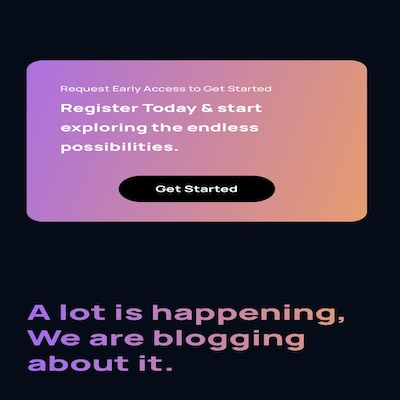 Request Early Access to Get Started
Register Today & start
exploring the endless
possibilities.
Get Started
A lot is happening,
We are blogging
about it.